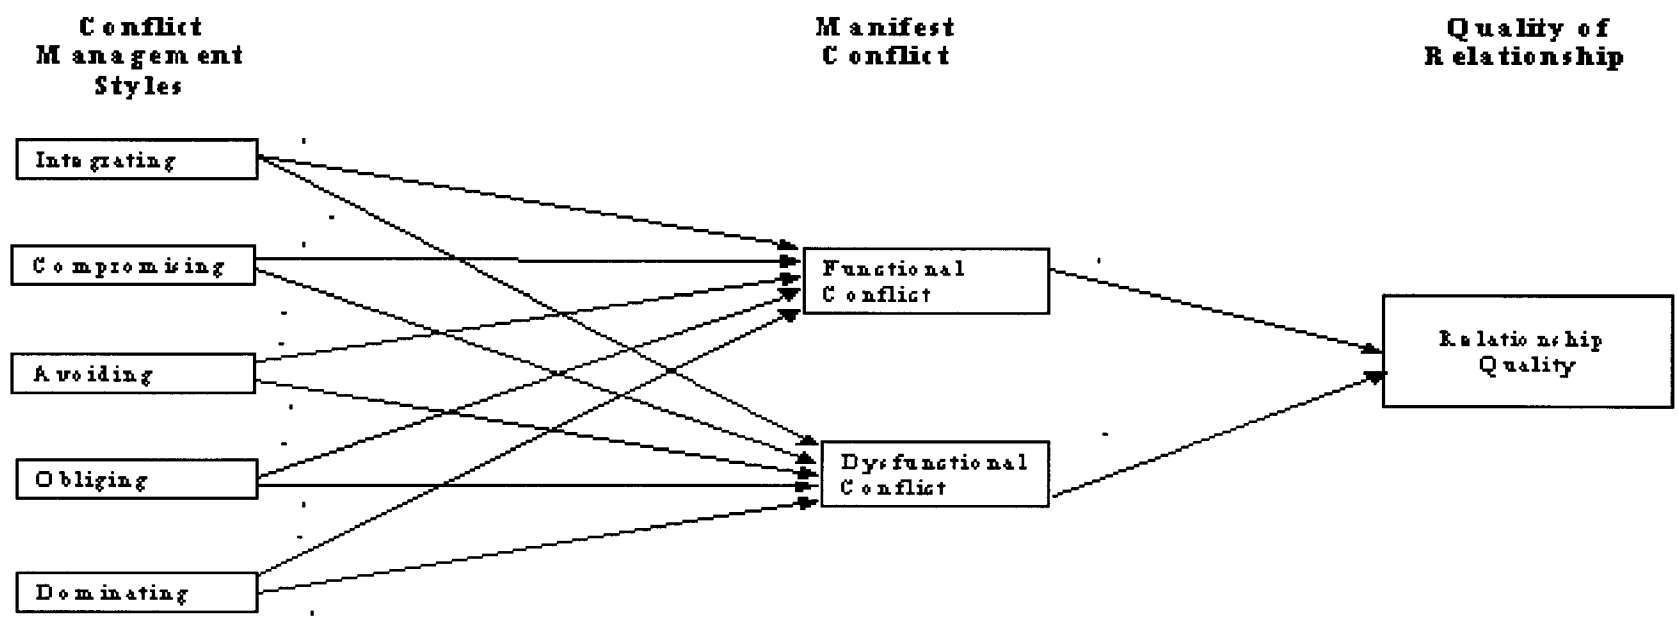 Conflict
Management
Styles
Manifest
Conflict
Quality of
Relationship
Integrating
Compromising
Avoiding
Obliging
Dominating
Functional
Conflict
Dysfunctional
Conflict
Relationship
Quality